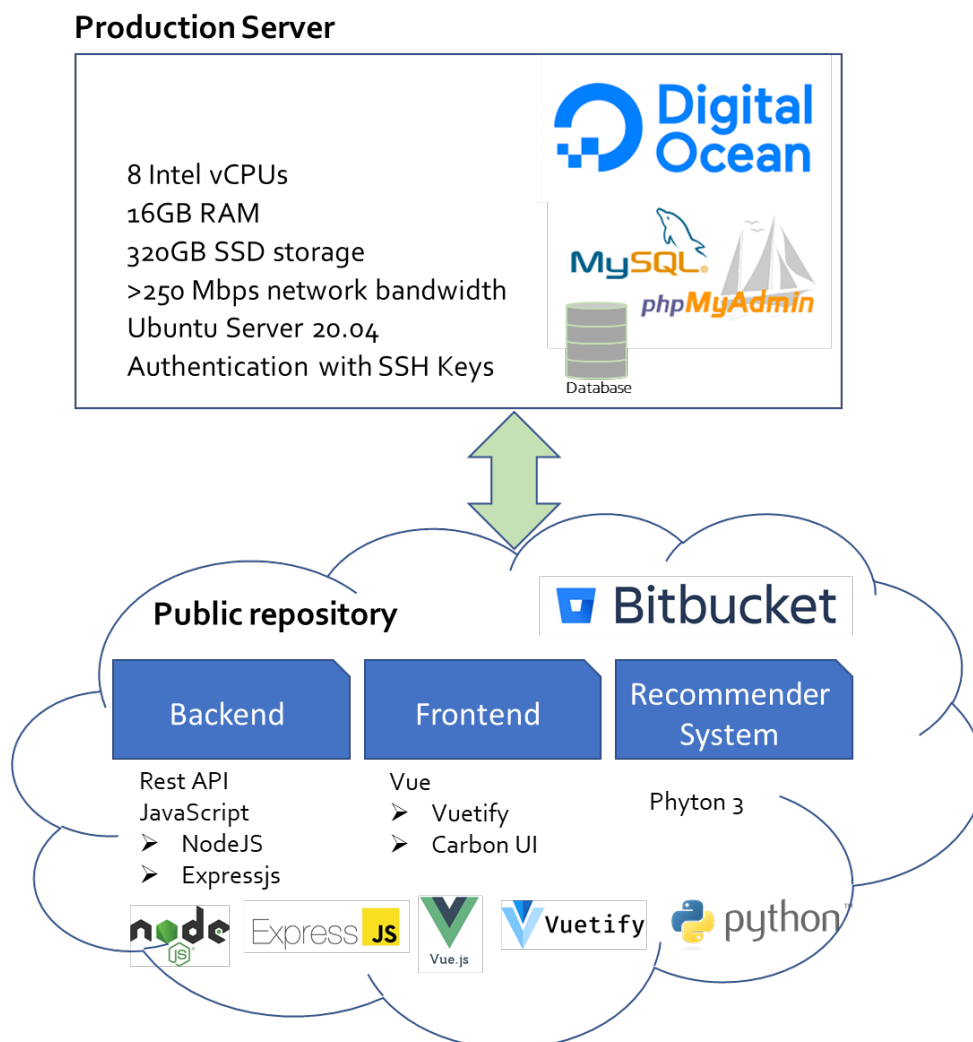 Production Server
8 Intel vCPUs
16GB RAM
320GB SSD storage
>250 Mbps network bandwidth
Ubuntu Server 20.04
Authentication with SSH Keys
Digital
Ocean
MySQL®
phpMyAdmin
Database
Public repository
Bitbucket
Backend
Rest API
JavaScript
➢ NodeJS
➢ Expressjs
Frontend
Vue
➢ Vuetify
➢ Carbon UI
Recommender
System
Phyton 3
node
JS®
Express JS
Vue.js
Vuetify
python™